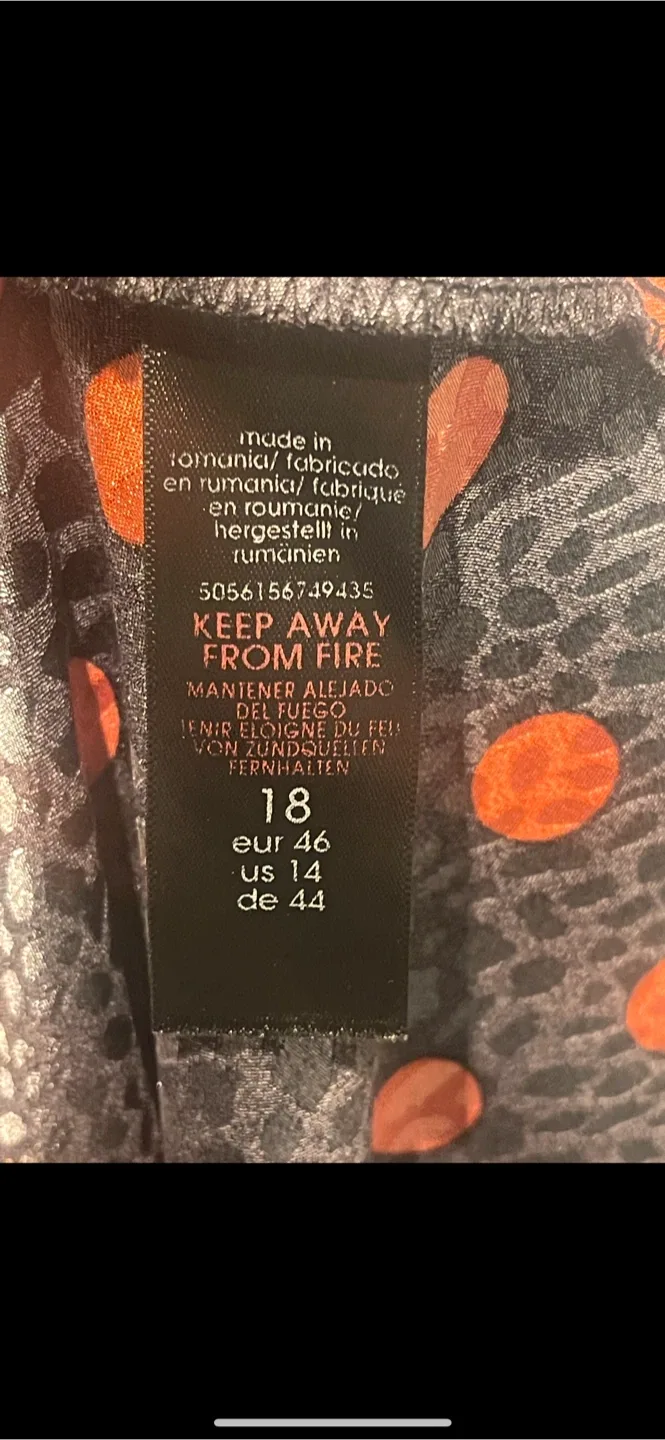 made in
romania/ fabricado
en rumania/ fabriqué
en roumanie/
hergestellt in
rumänien
5056156749435
KEEP AWAY
FROM FIRE
MANTENER ALEJADO
DEL FUEGO
TENIR ELOIGNE DU FEU
VON ZUNDQUELLEN
FERNHALTEN
18
eur 46
us 14
de 44